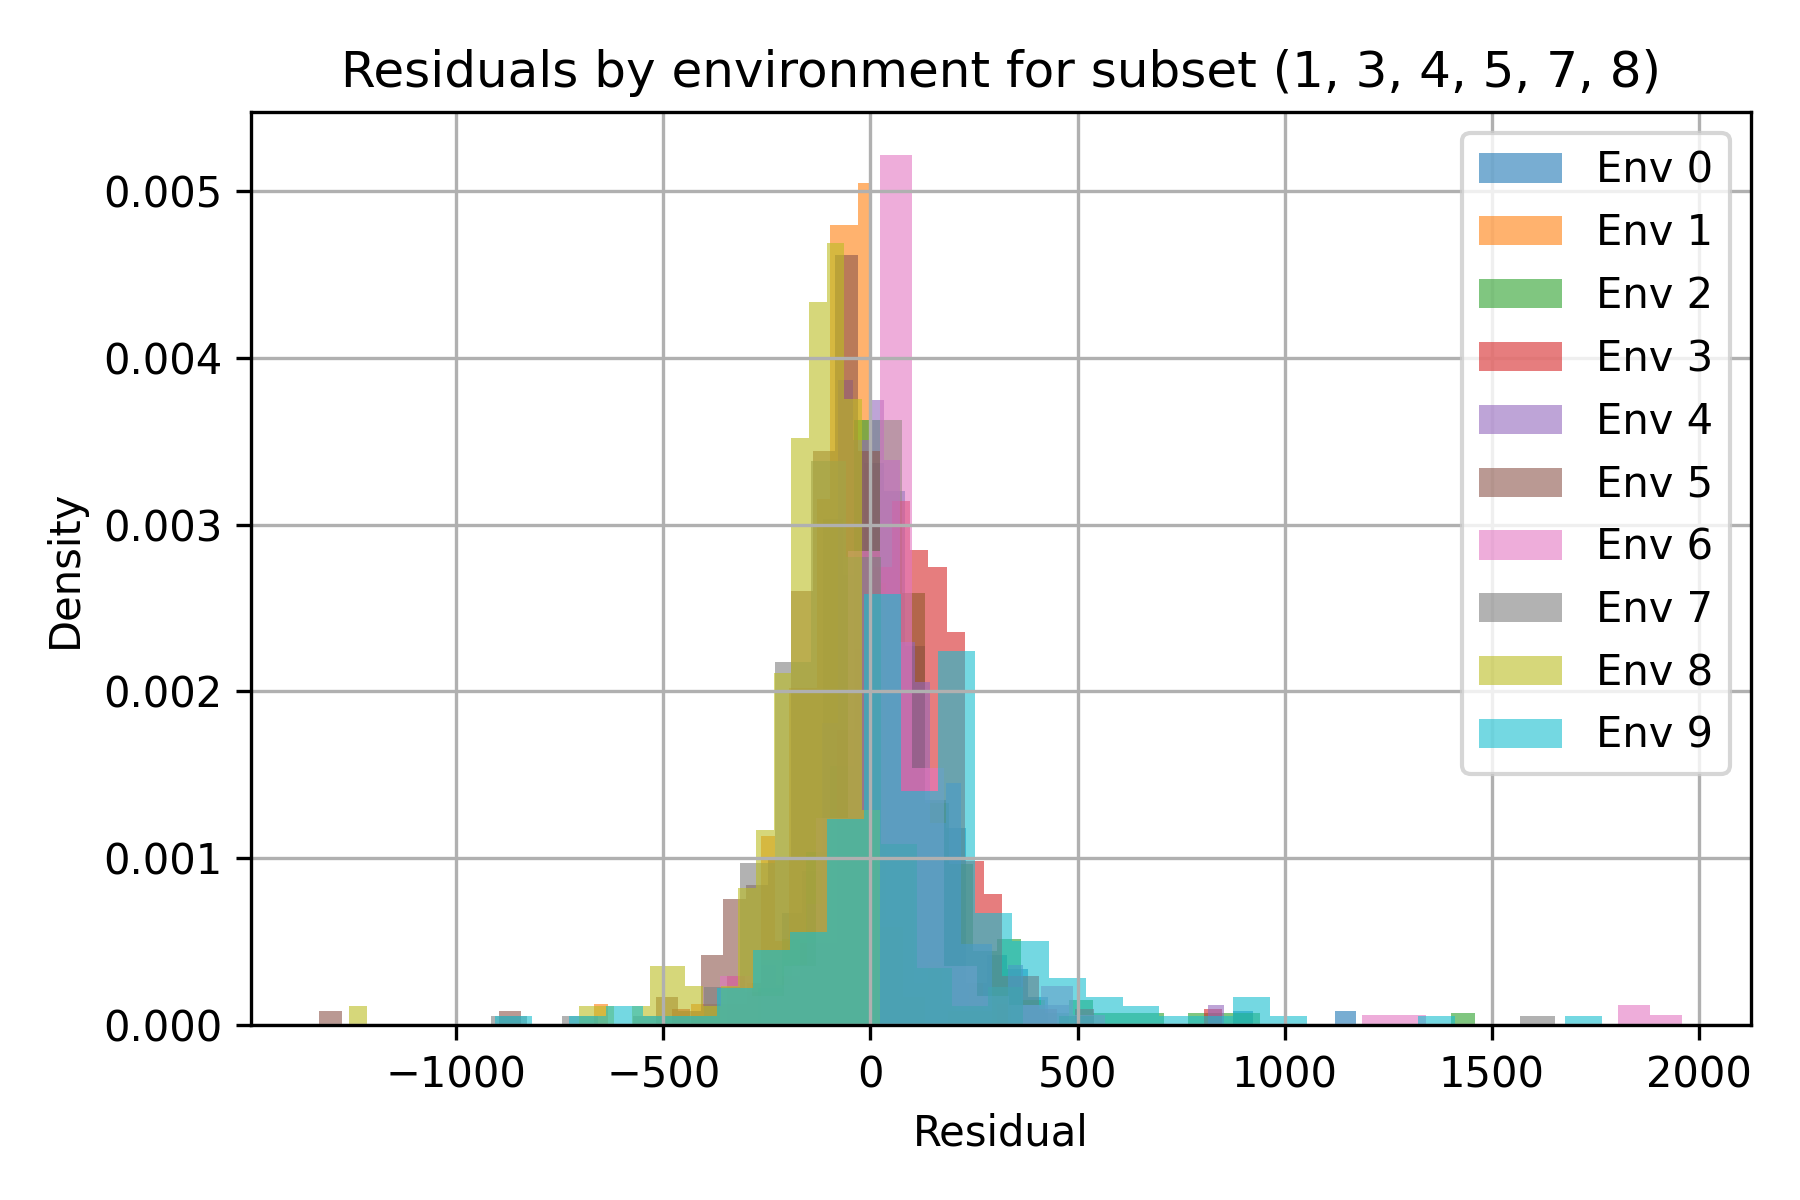 Residuals by environment for subset (1, 3, 4, 5, 7, 8)
Density
0.005
0.004
0.003
0.002
0.001
0.000
−1000
−500
0
500
1000
1500
2000
Residual
Env 0
Env 1
Env 2
Env 3
Env 4
Env 5
Env 6
Env 7
Env 8
Env 9